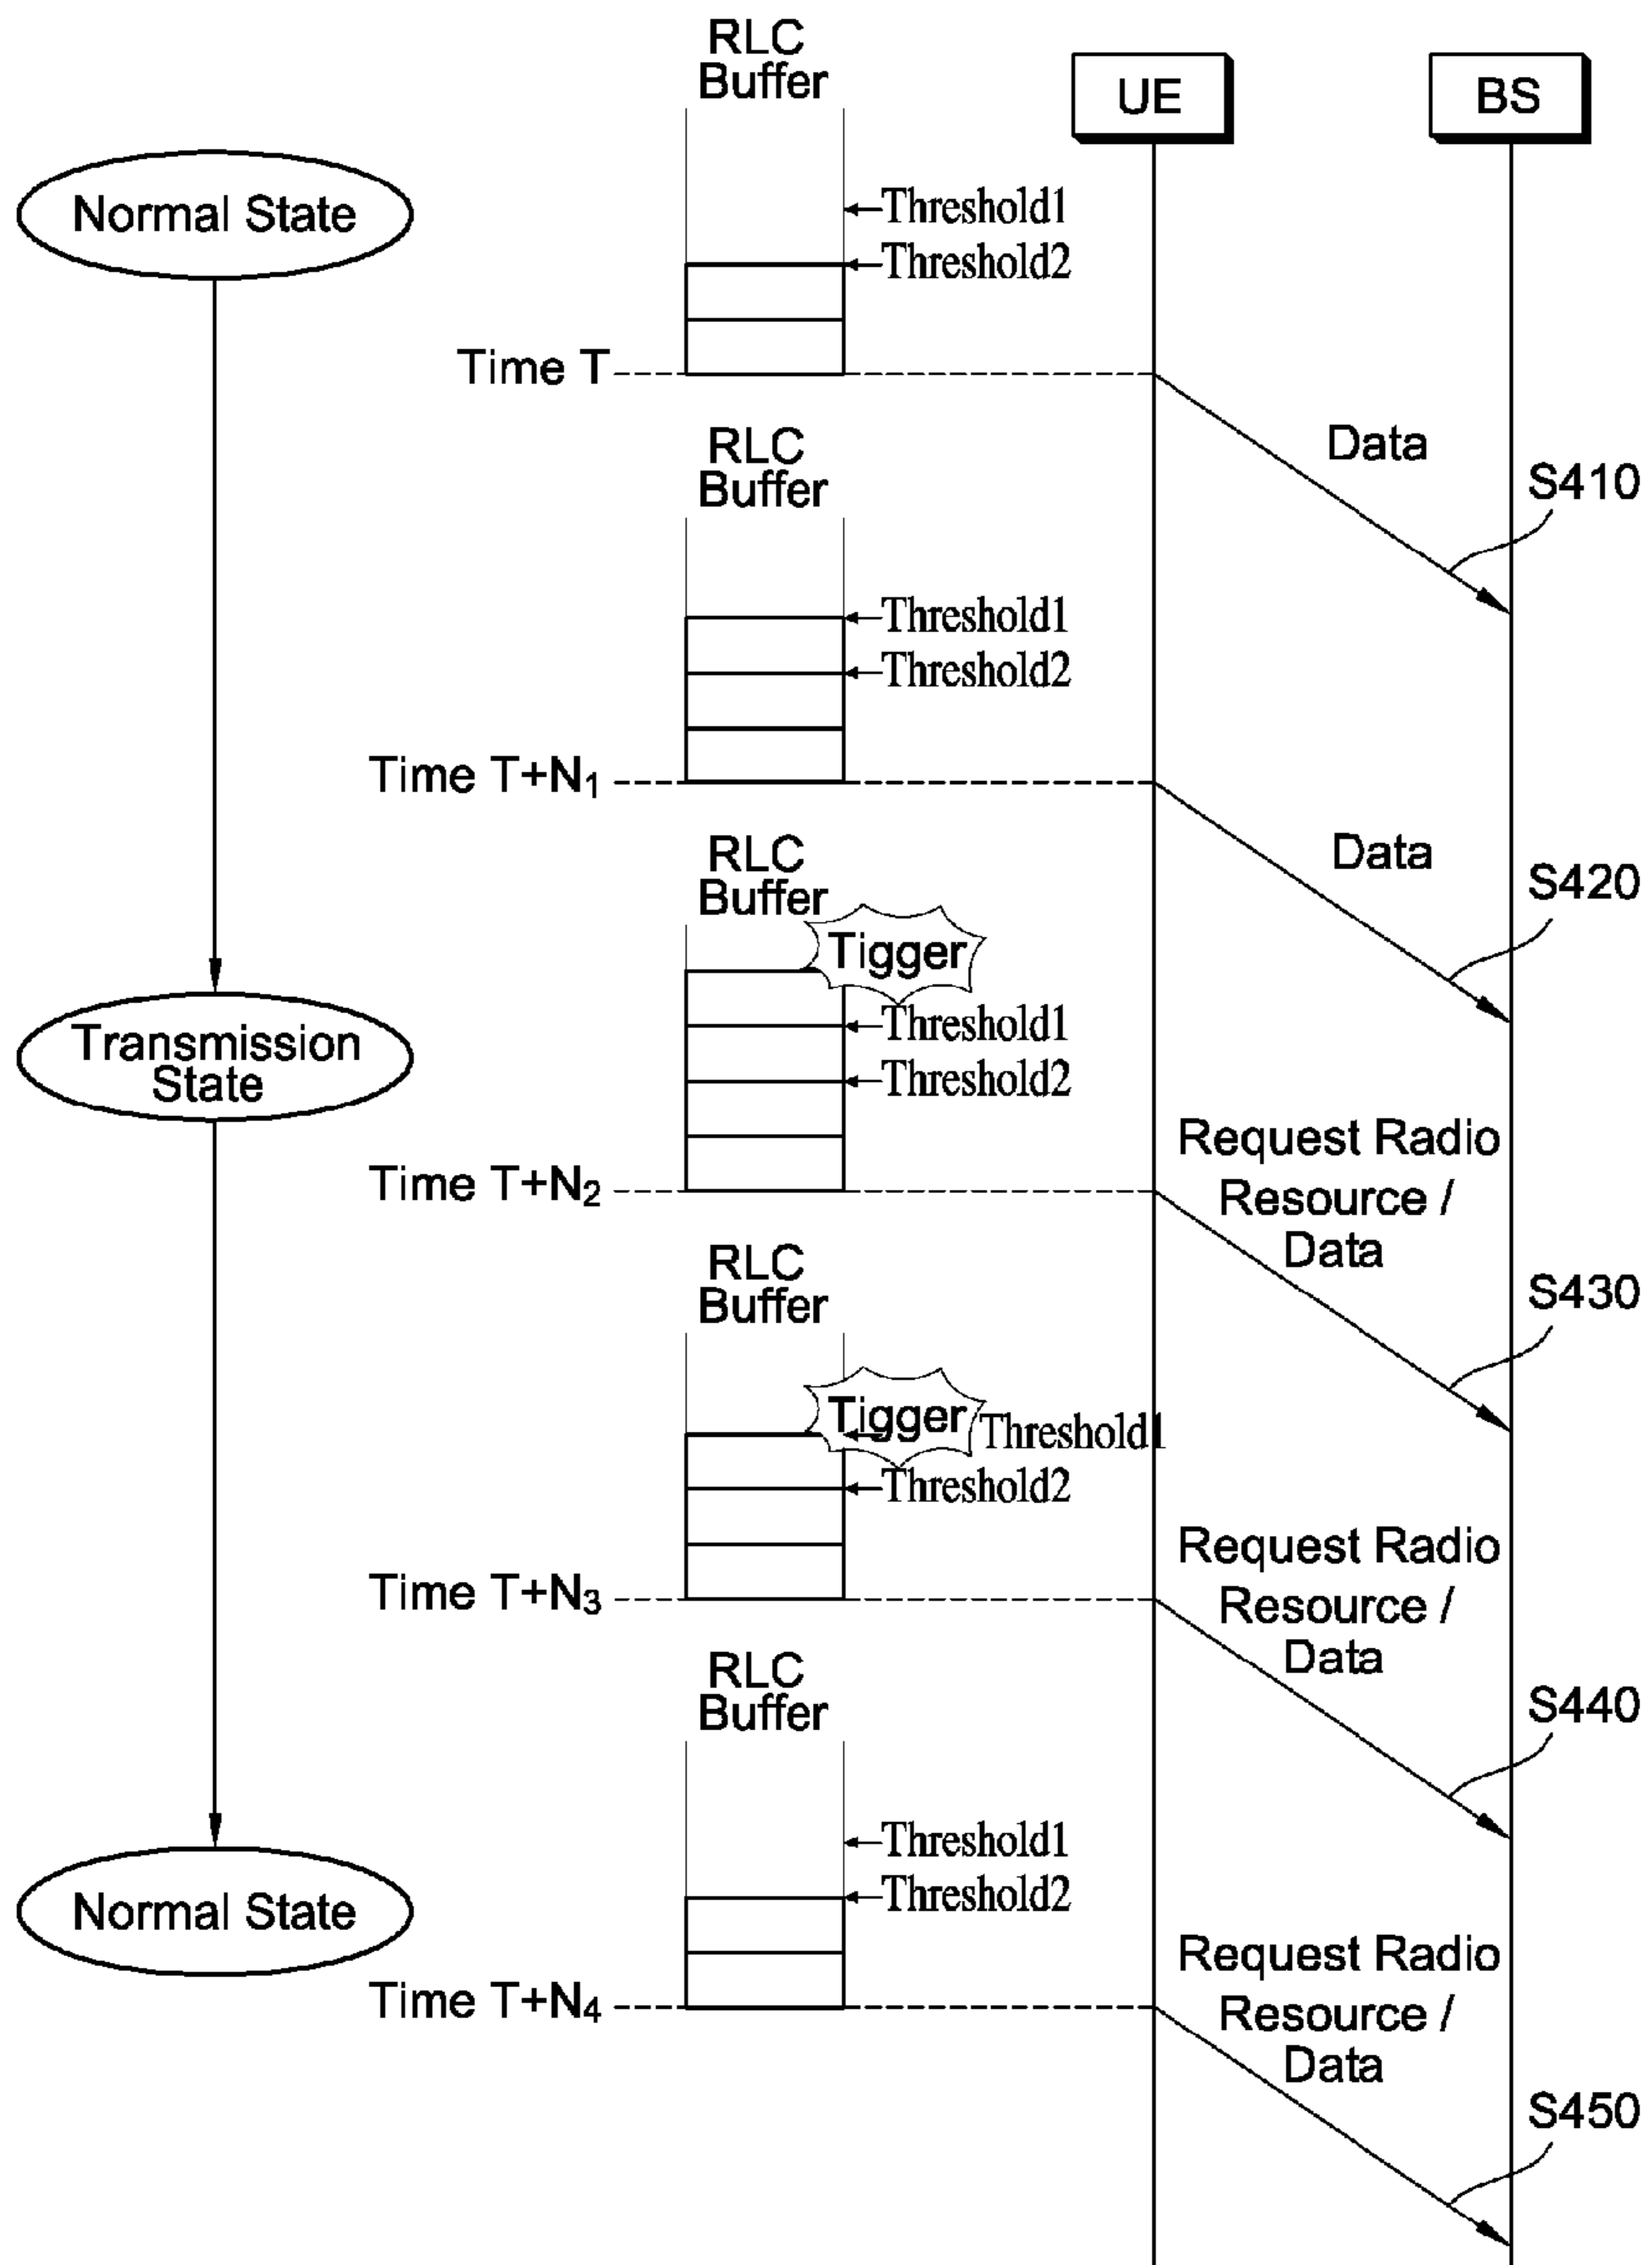 RLC
Buffer
UE
BS
Normal State
Threshold1
Threshold2
Time T
Data
S410
RLC
Buffer
Threshold1
Threshold2
Time T+N1
Data
S420
RLC
Buffer
Tigger
Threshold1
Threshold2
Transmission
State
Time T+N2
Request Radio
Resource /
Data
S430
RLC
Buffer
Tigger
Threshold1
Threshold2
Time T+N3
Request Radio
Resource /
Data
S440
RLC
Buffer
Threshold1
Threshold2
Normal State
Time T+N4
Request Radio
Resource /
Data
S450